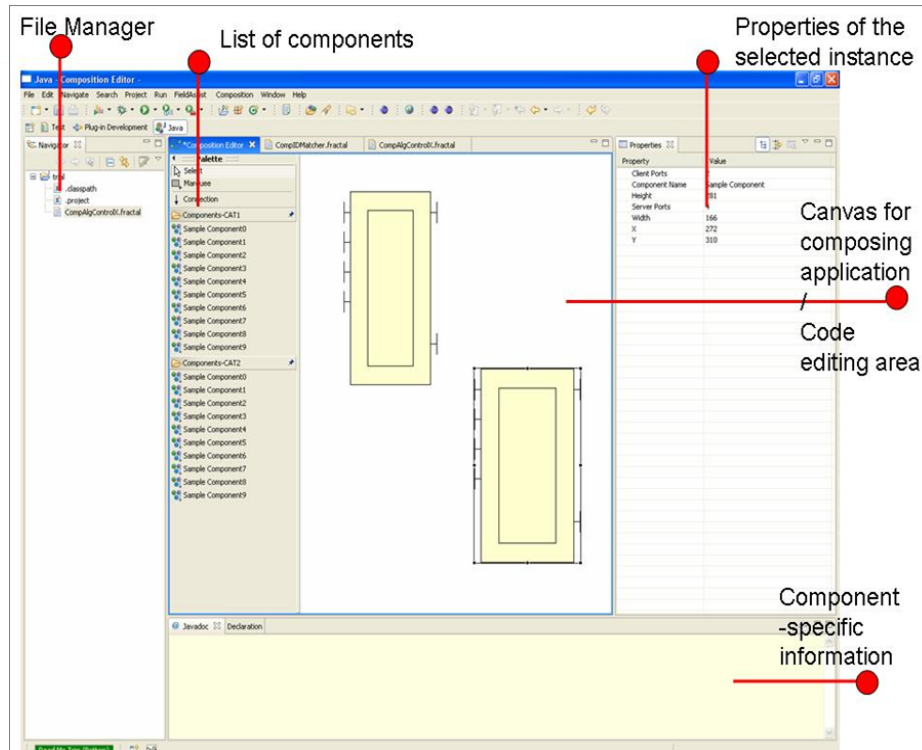 File Manager
List of components
Properties of the
selected instance
Java - Composition Editor -
File Edit Navigate Search Project Run FieldAssist Composition Window Help
Test Plug-in Development Java
Navigator
*Composition Editor CompIDMatcher.fractal CompAlgControlX.fractal
Properties
Palette
Select
Marquee
Connection
Components-CAT1
Sample Component0
Sample Component1
Sample Component2
Sample Component3
Sample Component4
Sample Component5
Sample Component6
Sample Component7
Sample Component8
Sample Component9
Components-CAT2
Sample Component0
Sample Component1
Sample Component2
Sample Component3
Sample Component4
Sample Component5
Sample Component6
Sample Component7
Sample Component8
Sample Component9
.classpath
.project
CompAlgControlX.fractal
Property Value
Client Ports
Component Name Sample Component
Height 281
Server Ports
Width 166
X 272
Y 310
Canvas for
composing
application
/
Code
editing area
Javadoc Declaration
Component
-specific
information